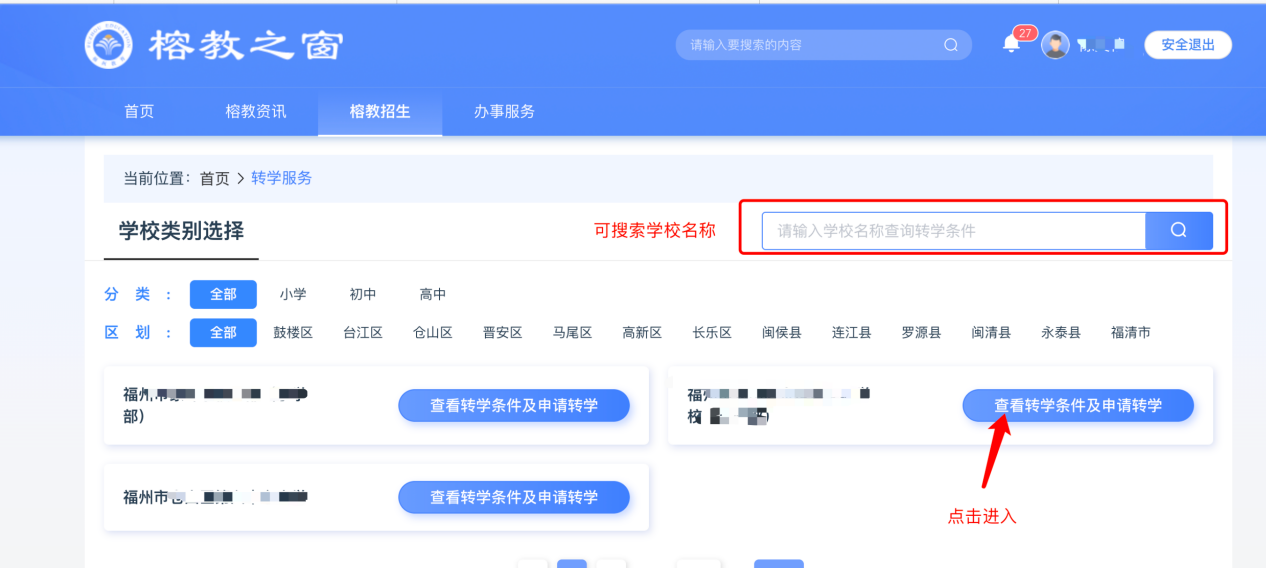 榕教之窗
请输入要搜索的内容
27
安全退出
首页 榕教资讯 榕教招生 办事服务
当前位置: 首页 > 转学服务
学校类别选择
可搜索学校名称
请输入学校名称查询转学条件
分 类 : 全部 小学 初中 高中
区 划 : 全部 鼓楼区 台江区 仓山区 晋安区 马尾区 高新区 长乐区 闽侯县 连江县 罗源县 闽清县 永泰县 福清市
福州
部)
查看转学条件及申请转学
福
校
查看转学条件及申请转学
福州市
查看转学条件及申请转学
点击进入